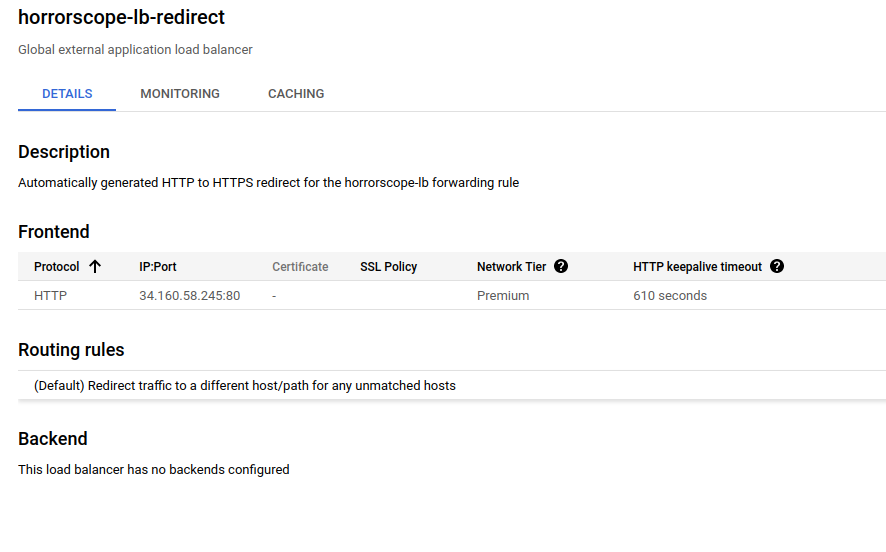 horrorscope-lb-redirect
Global external application load balancer
DETAILS MONITORING CACHING
Description
Automatically generated HTTP to HTTPS redirect for the horrorscope-lb forwarding rule
Frontend
Protocol ↑ IP:Port Certificate SSL Policy Network Tier ? HTTP keepalive timeout ?
HTTP 34.160.58.245:80 - Premium 610 seconds
Routing rules
(Default) Redirect traffic to a different host/path for any unmatched hosts
Backend
This load balancer has no backends configured